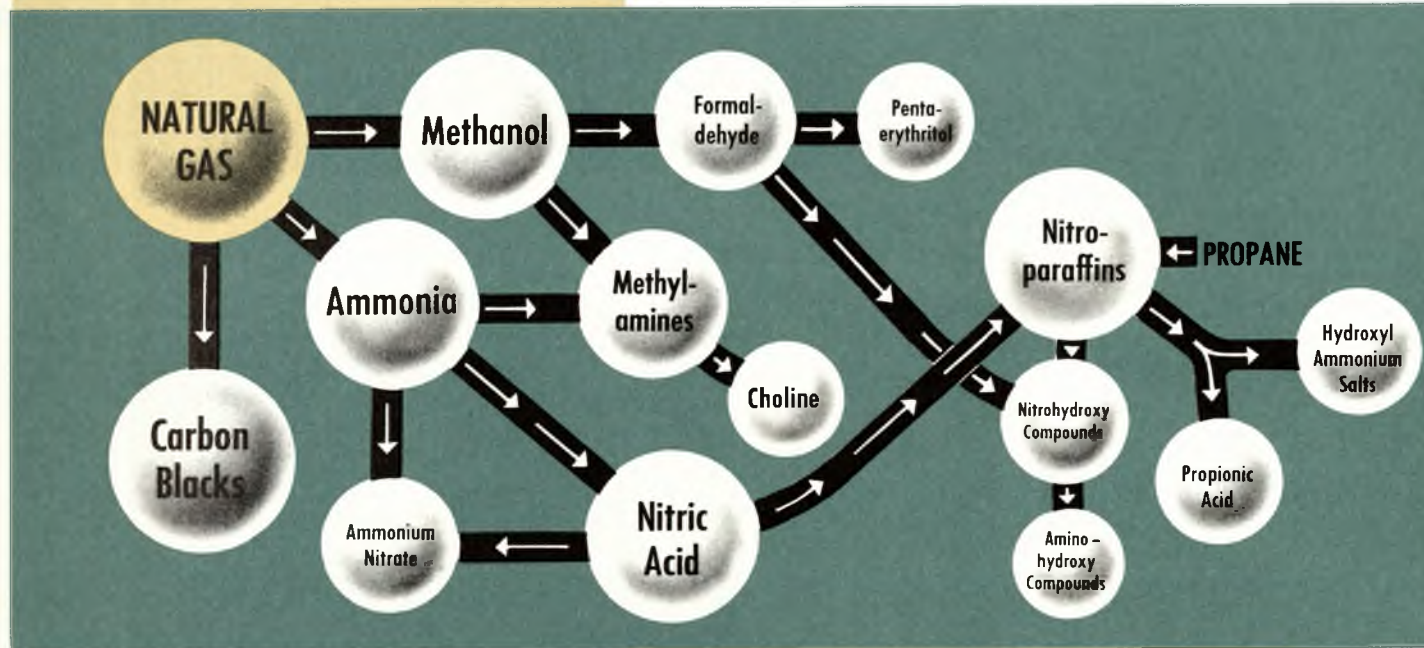 NATURAL
GAS
Methanol
Formal-
dehyde
Penta-
erythritol
Ammonia
Methyl-
amines
Choline
Nitro-
paraffins
PROPANE
Hydroxyl
Ammonium
Salts
Carbon
Blacks
Ammonium
Nitrate
Nitric
Acid
Nitrohydroxy
Compounds
Propionic
Acid
Amino-
hydroxy
Compounds